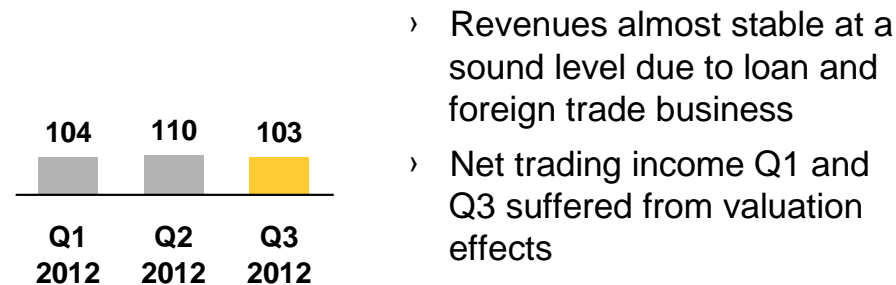 104 110 103
Q1 Q2 Q3
2012 2012 2012
› Revenues almost stable at a
sound level due to loan and
foreign trade business
› Net trading income Q1 and
Q3 suffered from valuation
effects